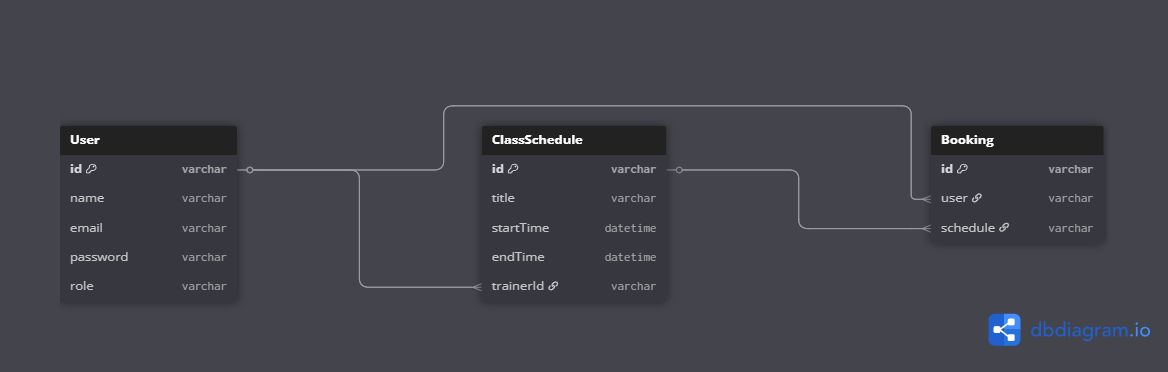 User
id varchar
name varchar
email varchar
password varchar
role varchar
ClassSchedule
id varchar
title varchar
startTime datetime
endTime datetime
trainerId varchar
Booking
id varchar
user varchar
schedule varchar
dbdiagram.io